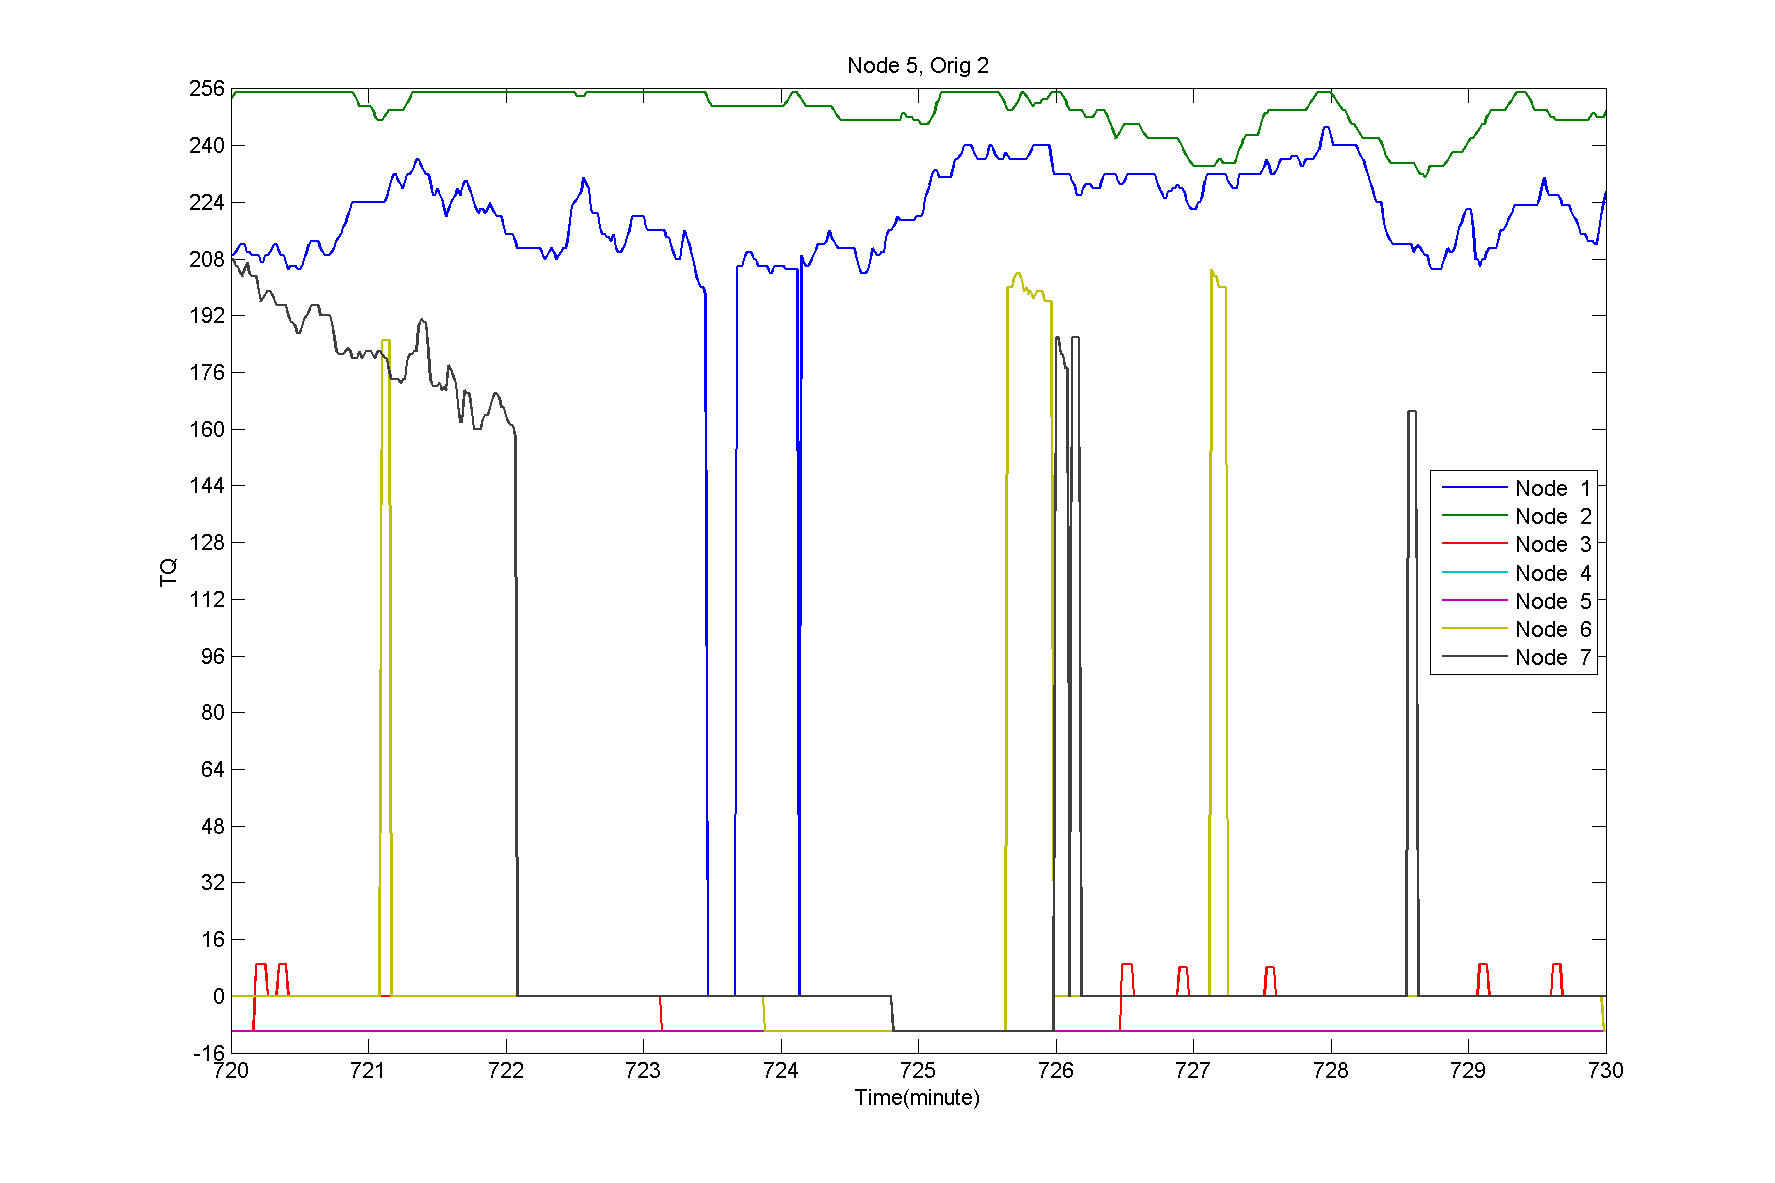 Node 5, Orig 2
256
240
224
208
192
176
160
144
128
112
96
80
64
48
32
16
0
-16
TQ
Node 1
Node 2
Node 3
Node 4
Node 5
Node 6
Node 7
720 721 722 723 724 725 726 727 728 729 730
Time(minute)